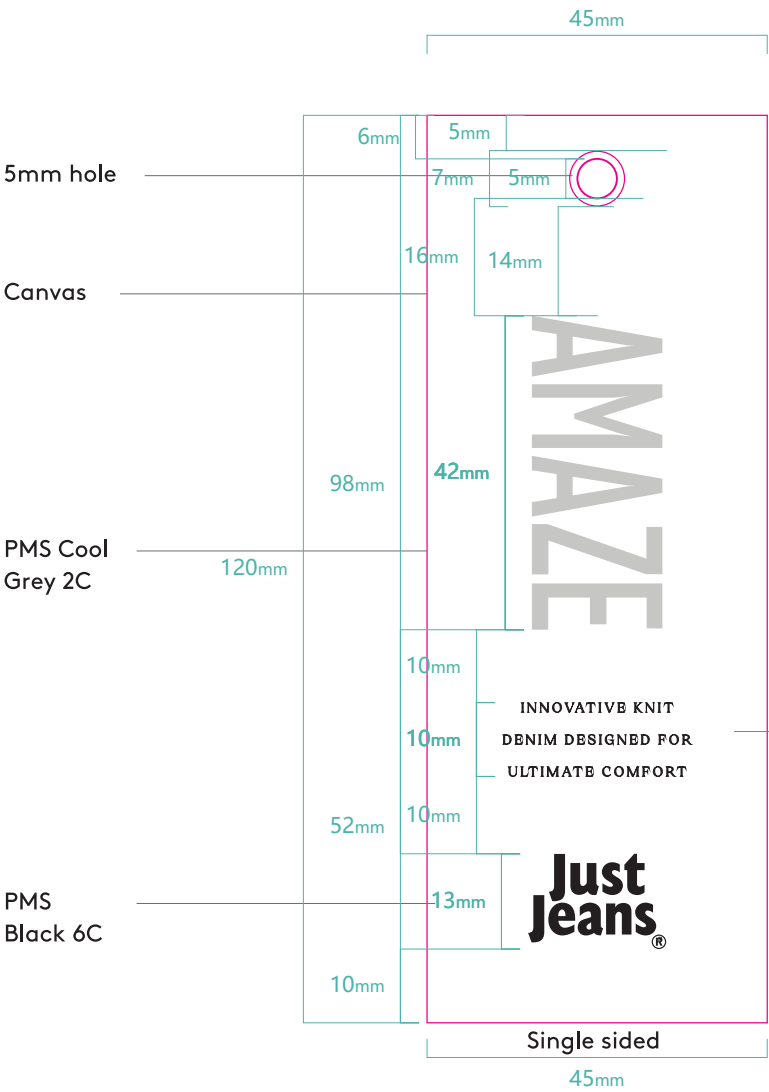 45mm
6mm
5mm
5mm hole
7mm
5mm
16mm
14mm
Canvas
AMAZE
98mm
42mm
PMS Cool
Grey 2C
120mm
10mm
INNOVATIVE KNIT
10mm
DENIM DESIGNED FOR
ULTIMATE COMFORT
10mm
52mm
Just
Jeans®
PMS
Black 6C
13mm
10mm
Single sided
45mm